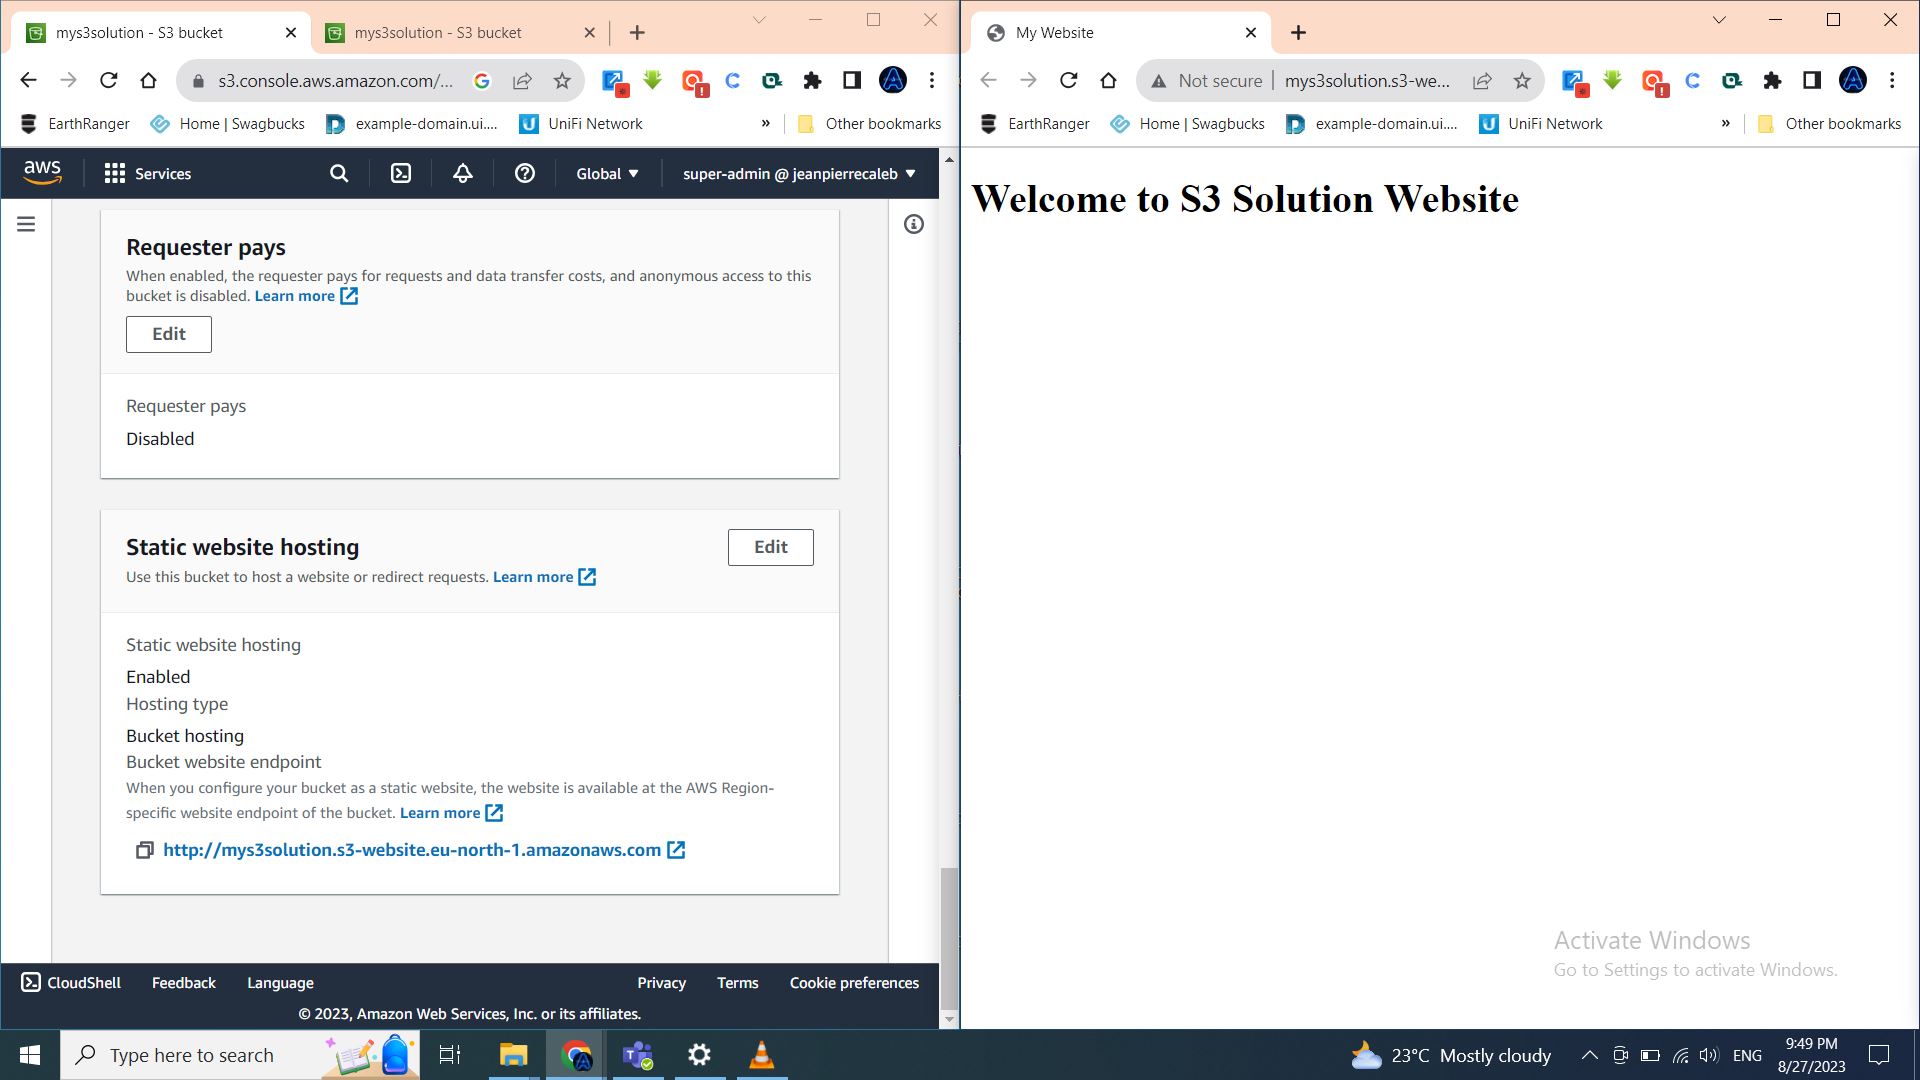 mys3solution - S3 bucket
mys3solution - S3 bucket
s3.console.aws.amazon.com/...
EarthRanger
Home | Swagbucks
example-domain.ui....
UniFi Network
»
Other bookmarks
aws
Services
Global
super-admin @ jeanpierrecaleb
Requester pays
When enabled, the requester pays for requests and data transfer costs, and anonymous access to this
bucket is disabled. Learn more
Edit
Requester pays
Disabled
Static website hosting
Edit
Use this bucket to host a website or redirect requests. Learn more
Static website hosting
Enabled
Hosting type
Bucket hosting
Bucket website endpoint
When you configure your bucket as a static website, the website is available at the AWS Region-
specific website endpoint of the bucket. Learn more
http://mys3solution.s3-website.eu-north-1.amazonaws.com
CloudShell
Feedback
Language
Privacy
Terms
Cookie preferences
© 2023, Amazon Web Services, Inc. or its affiliates.
My Website
Not secure
mys3solution.s3-we...
EarthRanger
Home | Swagbucks
example-domain.ui....
UniFi Network
»
Other bookmarks
Welcome to S3 Solution Website
Activate Windows
Go to Settings to activate Windows.
Type here to search
23°C Mostly cloudy
ENG
9:49 PM
8/27/2023